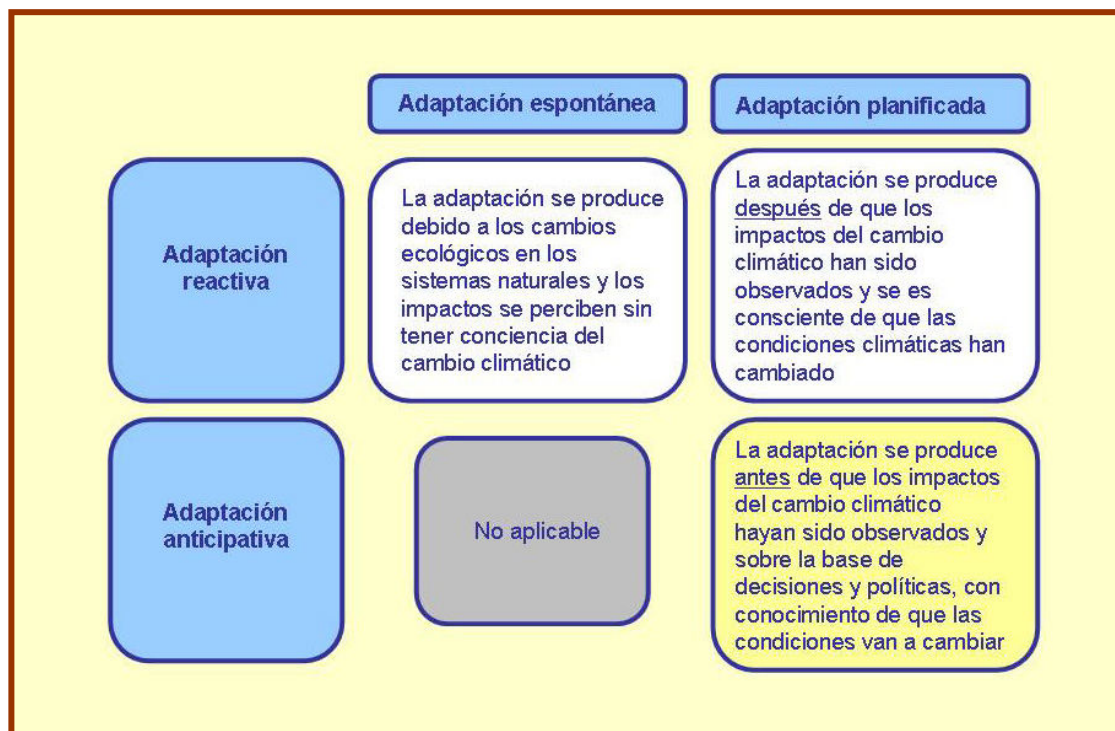 Adaptación espontánea
Adaptación planificada
Adaptación
reactiva
La adaptación se produce
debido a los cambios
ecológicos en los
sistemas naturales y los
impactos se perciben sin
tener conciencia del
cambio climático
La adaptación se produce
después de que los
impactos del cambio
climático han sido
observados y se es
consciente de que las
condiciones climáticas han
cambiado
Adaptación
anticipativa
No aplicable
La adaptación se produce
antes de que los impactos
del cambio climático
hayan sido observados y
sobre la base de
decisiones y políticas, con
conocimiento de que las
condiciones van a cambiar